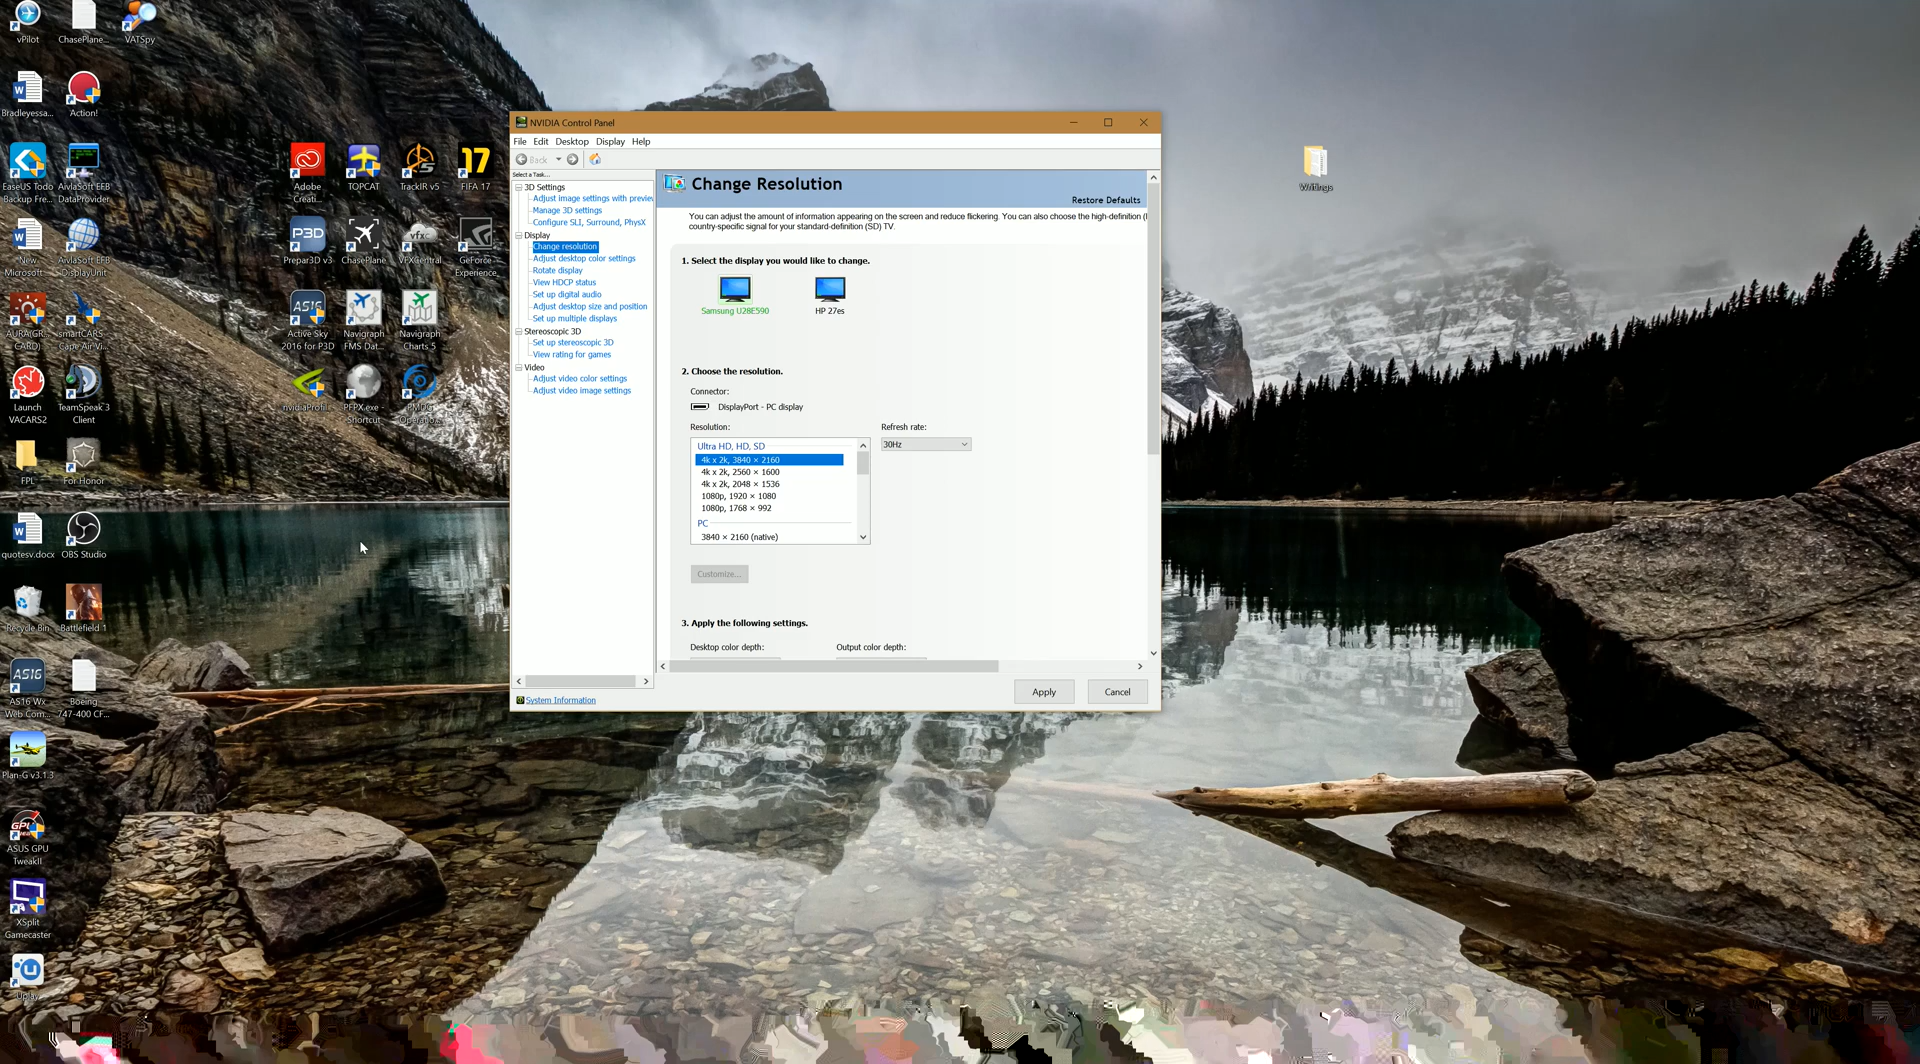 vPilot
ChasePlane...
VATSpy
Bradleyessa...
Action!
EaseUS Todo
Backup Fre...
AivlaSoft EFB
DataProvider
Adobe
Creati...
TOPCAT
TrackIR v5
17
FIFA 17
New
Microsoft...
AivlaSoft EFB
DisplayUnit
P3D
Prepar3D v3
ChasePlane
vfxc
VFXCentral
GeForce
Experience
AURA(GR...
CARD)
smartCARS -
Cape Air Vi...
AS16
Active Sky
2016 for P3D
Navigraph
FMS Dat...
Navigraph
Charts 5
Launch
VACARS2
TeamSpeak 3
Client
nvidiaProfil...
PFPX.exe -
Shortcut
Operatio...
FPL
For Honor
quotesv.docx
OBS Studio
Recycle Bin
Battlefield 1
AS16
AS16 Wx
Web Com...
Boeing
747-400 CF...
Plan-G v3.1.3
GPU
ASUS GPU
TweakII
XSplit
Gamecaster
Uplay
Writings
NVIDIA Control Panel
File Edit Desktop Display Help
Back
Select a Task...
3D Settings
Adjust image settings with preview
Manage 3D settings
Configure SLI, Surround, PhysX
Display
Change resolution
Adjust desktop color settings
Rotate display
View HDCP status
Set up digital audio
Adjust desktop size and position
Set up multiple displays
Stereoscopic 3D
Set up stereoscopic 3D
View rating for games
Video
Adjust video color settings
Adjust video image settings
System Information
Change Resolution
Restore Defaults
You can adjust the amount of information appearing on the screen and reduce flickering. You can also choose the high-definition (
country-specific signal for your standard-definition (SD) TV.
1. Select the display you would like to change.
Samsung U28E590
HP 27es
2. Choose the resolution.
Connector:
DisplayPort - PC display
Resolution:
Refresh rate:
30Hz
Ultra HD, HD, SD
4k x 2k, 3840 × 2160
4k x 2k, 2560 × 1600
4k x 2k, 2048 × 1536
1080p, 1920 × 1080
1080p, 1768 × 992
PC
3840 × 2160 (native)
Customize...
3. Apply the following settings.
Desktop color depth:
Output color depth:
Apply
Cancel